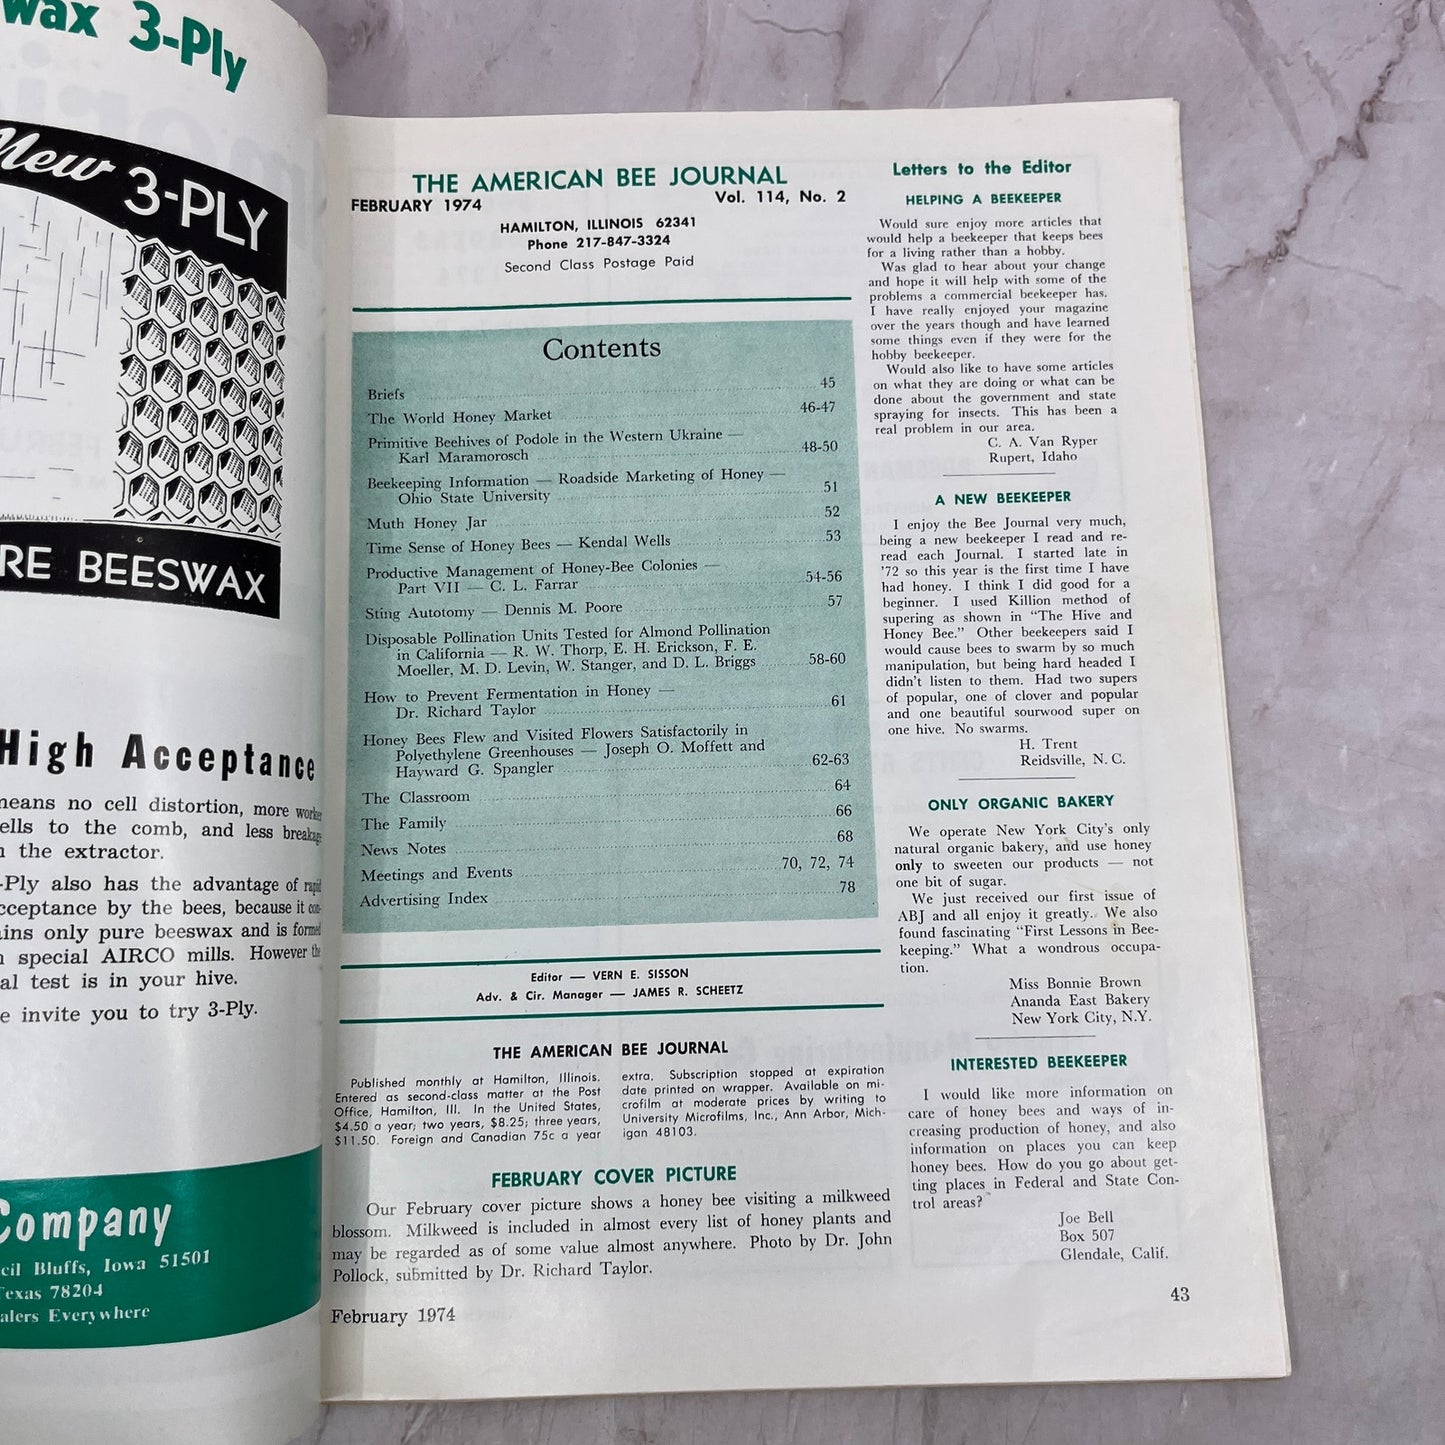 wax 3-Ply
New 3-PLY
RE BEESWAX
High Acceptance
means no cell distortion, more worker
ells to the comb, and less breakage
the extractor.
-Ply also has the advantage of rapid
cceptance by the bees, because it con-
ains only pure beeswax and is formed
special AIRCO mills. However the
al test is in your hive.
e invite you to try 3-Ply.
Company
cil Bluffs, Iowa 51501
Texas 78204
alers Everywhere
THE AMERICAN BEE JOURNAL
FEBRUARY 1974 Vol. 114, No. 2
HAMILTON, ILLINOIS 62341
Phone 217-847-3324
Second Class Postage Paid
Contents
Briefs 45
The World Honey Market 46-47
Primitive Beehives of Podole in the Western Ukraine —
Karl Maramorosch 48-50
Beekeeping Information — Roadside Marketing of Honey —
Ohio State University 51
Muth Honey Jar 52
Time Sense of Honey Bees — Kendal Wells 53
Productive Management of Honey-Bee Colonies —
Part VII — C. L. Farrar 54-56
Sting Autotomy — Dennis M. Poore 57
Disposable Pollination Units Tested for Almond Pollination
in California — R. W. Thorp, E. H. Erickson, F. E.
Moeller, M. D. Levin, W. Stanger, and D. L. Briggs 58-60
How to Prevent Fermentation in Honey —
Dr. Richard Taylor 61
Honey Bees Flew and Visited Flowers Satisfactorily in
Polyethylene Greenhouses — Joseph O. Moffett and
Hayward G. Spangler 62-63
The Classroom 64
The Family 66
News Notes 68
Meetings and Events 70, 72, 74
Advertising Index 78
Editor — VERN E. SISSON
Adv. & Cir. Manager — JAMES R. SCHEETZ
THE AMERICAN BEE JOURNAL
Published monthly at Hamilton, Illinois.
Entered as second-class matter at the Post
Office, Hamilton, Ill. In the United States,
$4.50 a year; two years, $8.25; three years,
$11.50. Foreign and Canadian 75c a year
extra. Subscription stopped at expiration
date printed on wrapper. Available on mi-
crofilm at moderate prices by writing to
University Microfilms, Inc., Ann Arbor, Mich-
igan 48103.
FEBRUARY COVER PICTURE
Our February cover picture shows a honey bee visiting a milkweed
blossom. Milkweed is included in almost every list of honey plants and
may be regarded as of some value almost anywhere. Photo by Dr. John
Pollock, submitted by Dr. Richard Taylor.
February 1974
Letters to the Editor
HELPING A BEEKEEPER
Would sure enjoy more articles that
would help a beekeeper that keeps bees
for a living rather than a hobby.
Was glad to hear about your change
and hope it will help with some of the
problems a commercial beekeeper has.
I have really enjoyed your magazine
over the years though and have learned
some things even if they were for the
hobby beekeeper.
Would also like to have some articles
on what they are doing or what can be
done about the government and state
spraying for insects. This has been a
real problem in our area.
C. A. Van Ryper
Rupert, Idaho
A NEW BEEKEEPER
I enjoy the Bee Journal very much,
being a new beekeeper I read and re-
read each Journal. I started late in
'72 so this year is the first time I have
had honey. I think I did good for a
beginner. I used Killion method of
supering as shown in "The Hive and
Honey Bee." Other beekeepers said I
would cause bees to swarm by so much
manipulation, but being hard headed I
didn't listen to them. Had two supers
of popular, one of clover and popular
and one beautiful sourwood super on
one hive. No swarms.
H. Trent
Reidsville, N. C.
ONLY ORGANIC BAKERY
We operate New York City's only
natural organic bakery, and use honey
only to sweeten our products — not
one bit of sugar.
We just received our first issue of
ABJ and all enjoy it greatly. We also
found fascinating "First Lessons in Bee-
keeping." What a wondrous occupa-
tion.
Miss Bonnie Brown
Ananda East Bakery
New York City, N.Y.
INTERESTED BEEKEEPER
I would like more information on
care of honey bees and ways of in-
creasing production of honey, and also
information on places you can keep
honey bees. How do you go about get-
ting places in Federal and State Con-
trol areas?
Joe Bell
Box 507
Glendale, Calif.
43